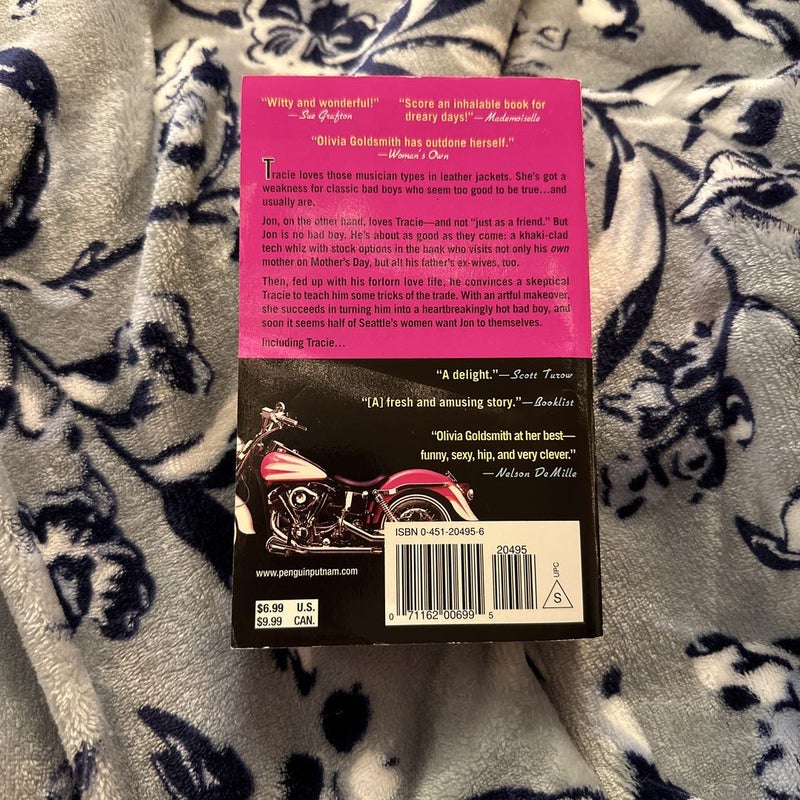 "Witty and wonderful!"
—Sue Grafton
"Score an inhalable book for
dreary days!"—Mademoiselle
"Olivia Goldsmith has outdone herself."
—Woman's Own
Tracie loves those musician types in leather jackets. She's got a
weakness for classic bad boys who seem too good to be true...and
usually are.
Jon, on the other hand, loves Tracie—and not "just as a friend." But
Jon is no bad boy. He's about as good as they come: a khaki-clad
tech whiz with stock options in the bank who visits not only his own
mother on Mother's Day, but all his father's ex-wives, too.
Then, fed up with his forlorn love life, he convinces a skeptical
Tracie to teach him some tricks of the trade. With an artful makeover,
she succeeds in turning him into a heartbreakingly hot bad boy, and
soon it seems half of Seattle's women want Jon to themselves.
Including Tracie...
"A delight."—Scott Turow
"[A] fresh and amusing story."—Booklist
"Olivia Goldsmith at her best—
funny, sexy, hip, and very clever."
—Nelson DeMille
ISBN 0-451-20495-6
20495
UPC
S
0 71162 00699 5
www.penguinputnam.com
$6.99 U.S.
$9.99 CAN.